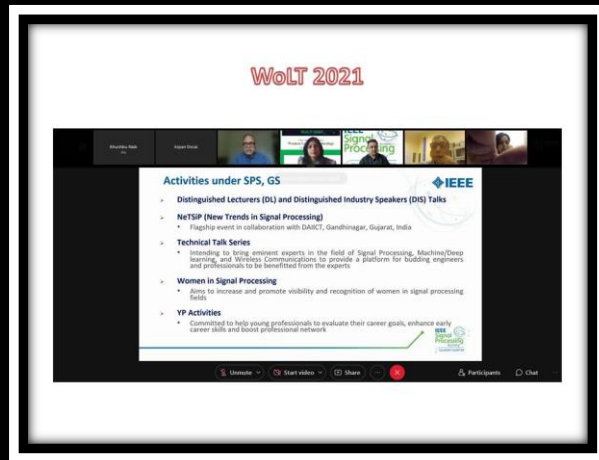 WoLT 2021
Activities under SPS, GS
IEEE
> Distinguished Lecturers (DL) and Distinguished Industry Speakers (DIS) Talks
> NeTSiP (New Trends in Signal Processing)
• Flagship event in collaboration with DAIICT, Gandhinagar, Gujarat, India
> Technical Talk Series
• Intending to bring eminent experts in the field of Signal Processing, Machine/Deep
learning, and Wireless Communications to provide a platform for budding engineers
and professionals to be benefitted from the experts
> Women in Signal Processing
• Aims to increase and promote visibility and recognition of women in signal processing
fields
> YP Activities
• Committed to help young professionals to evaluate their career goals, enhance early
career skills and boost professional network
IEEE
Signal
Processing
Unmute
Start video
Share
Participants
Chat